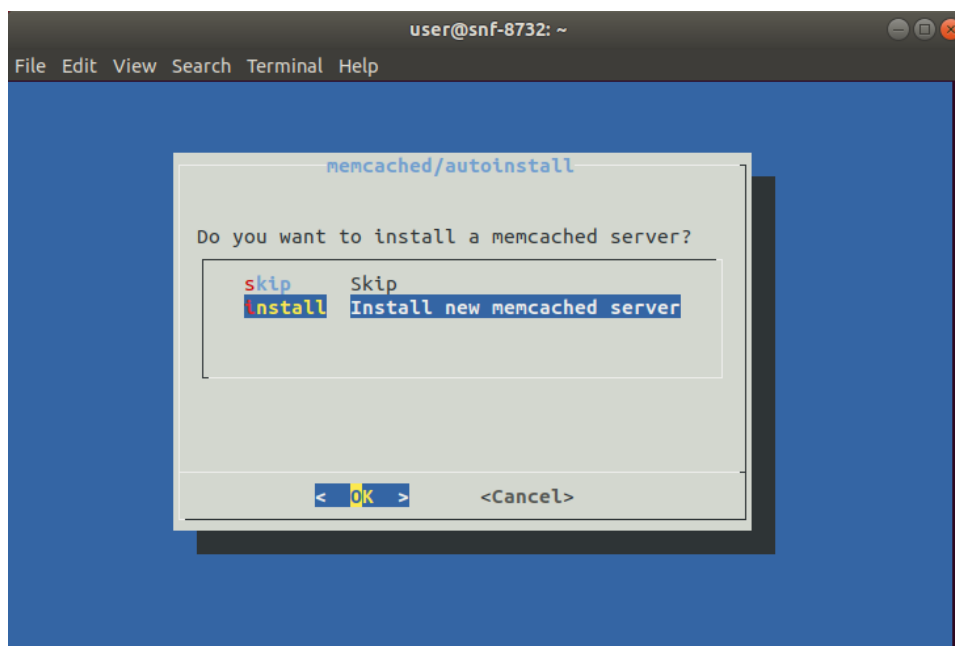 user@snf-8732: ~
File Edit View Search Terminal Help
memcached/autoinstall
Do you want to install a memcached server?
skip Skip
install Install new memcached server
< OK > <Cancel>